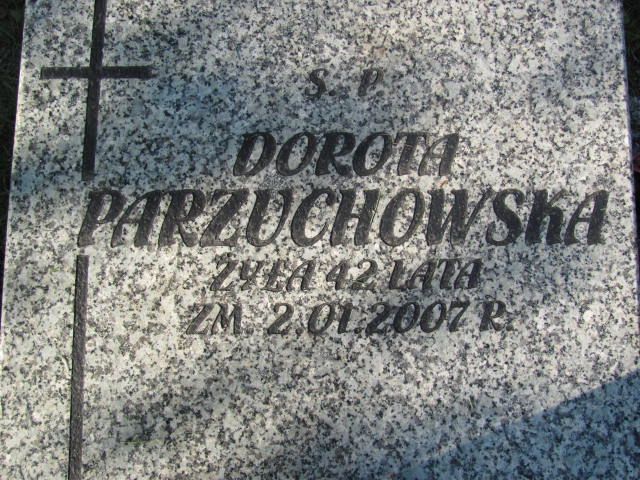 Ś. P.
DOROTA
PARZUCHOWSKA
ŻYŁA 42 LATA
ZM. 2.01.2007 R.